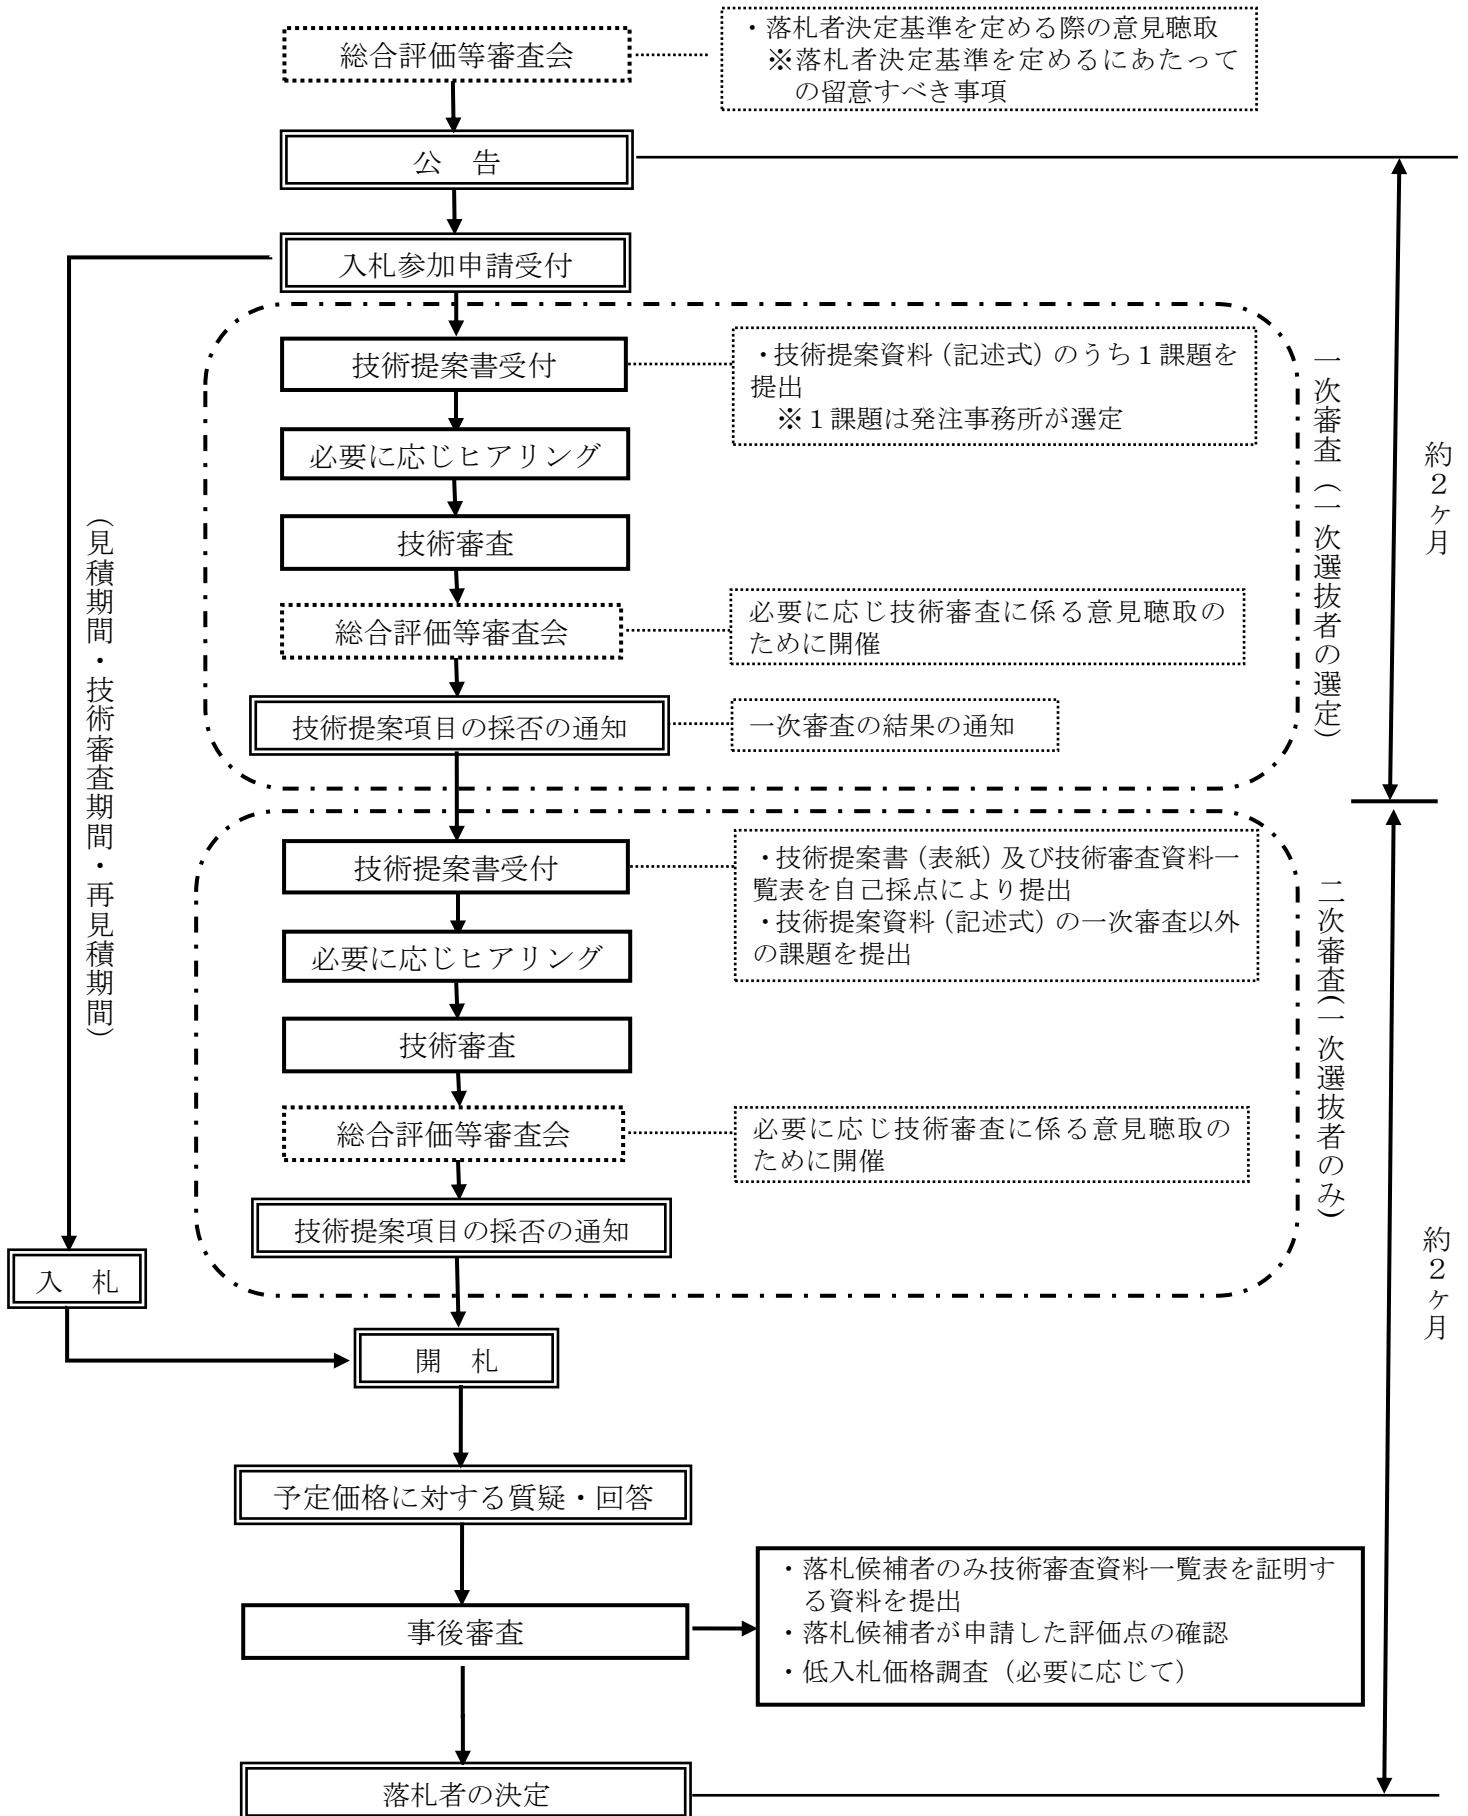 総合評価等審査会
・落札者決定基準を定める際の意見聴取
※落札者決定基準を定めるにあたって
の留意すべき事項
公　告
入札参加申請受付
技術提案書受付
・技術提案資料（記述式）のうち１課題を
提出
※１課題は発注事務所が選定
必要に応じヒアリング
技術審査
総合評価等審査会
必要に応じ技術審査に係る意見聴取の
ために開催
技術提案項目の採否の通知
一次審査の結果の通知
一次審査（一次選抜者の選定）
約２ヶ月
（見積期間・技術審査期間・再見積期間）
技術提案書受付
・技術提案書（表紙）及び技術審査資料一
覧表を自己採点により提出
・技術提案資料（記述式）の一次審査以外
の課題を提出
必要に応じヒアリング
技術審査
総合評価等審査会
必要に応じ技術審査に係る意見聴取の
ために開催
技術提案項目の採否の通知
二次審査（一次選抜者のみ）
約２ヶ月
入　札
開　札
予定価格に対する質疑・回答
事後審査
・落札候補者のみ技術審査資料一覧表を証明す
る資料を提出
・落札候補者が申請した評価点の確認
・低入札価格調査（必要に応じて）
落札者の決定